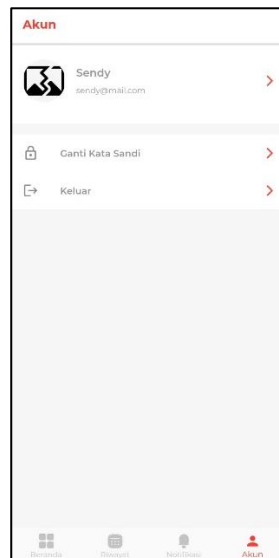 Akun
Sendy
sendy@mail.com
Ganti Kata Sandi
Keluar
Beranda
Riwayat
Notifikasi
Akun